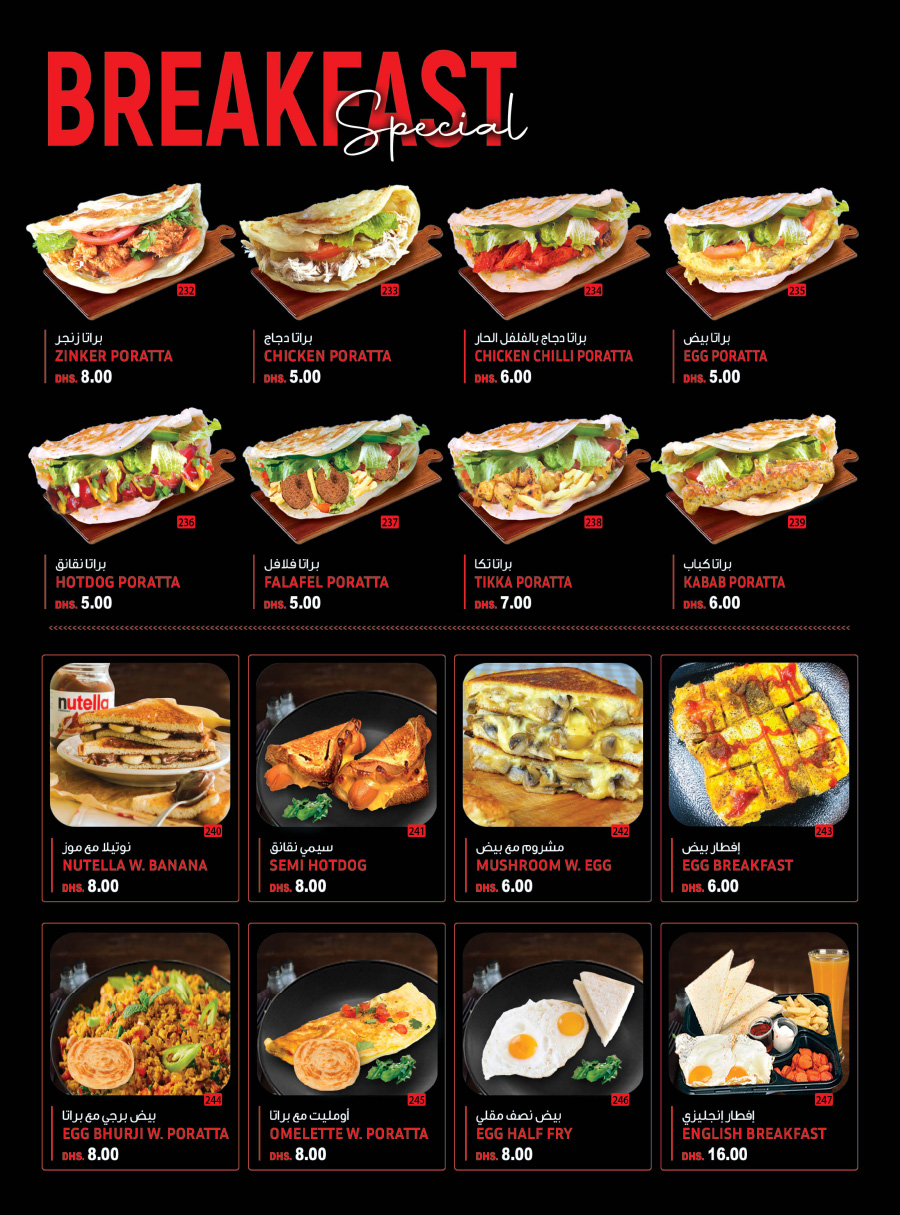 BREAKFAST
Special
232
براتا زنجر
ZINKER PORATTA
DHS. 8.00
233
براتا دجاج
CHICKEN PORATTA
DHS. 5.00
234
براتا دجاج بالفلفل الحار
CHICKEN CHILLI PORATTA
DHS. 6.00
235
براتا بيض
EGG PORATTA
DHS. 5.00
236
براتا نقانق
HOTDOG PORATTA
DHS. 5.00
237
براتا فلافل
FALAFEL PORATTA
DHS. 5.00
238
براتا تكا
TIKKA PORATTA
DHS. 7.00
239
براتا كباب
KABAB PORATTA
DHS. 6.00
nutella
240
نوتيلا مع موز
NUTELLA W. BANANA
DHS. 8.00
241
سيمي نقانق
SEMI HOTDOG
DHS. 8.00
242
مشروم مع بيض
MUSHROOM W. EGG
DHS. 6.00
243
إفطار بيض
EGG BREAKFAST
DHS. 6.00
244
بيض برجي مع براتا
EGG BHURJI W. PORATTA
DHS. 8.00
245
أومليت مع براتا
OMELETTE W. PORATTA
DHS. 8.00
246
بيض نصف مقلي
EGG HALF FRY
DHS. 8.00
247
إفطار إنجليزي
ENGLISH BREAKFAST
DHS. 16.00